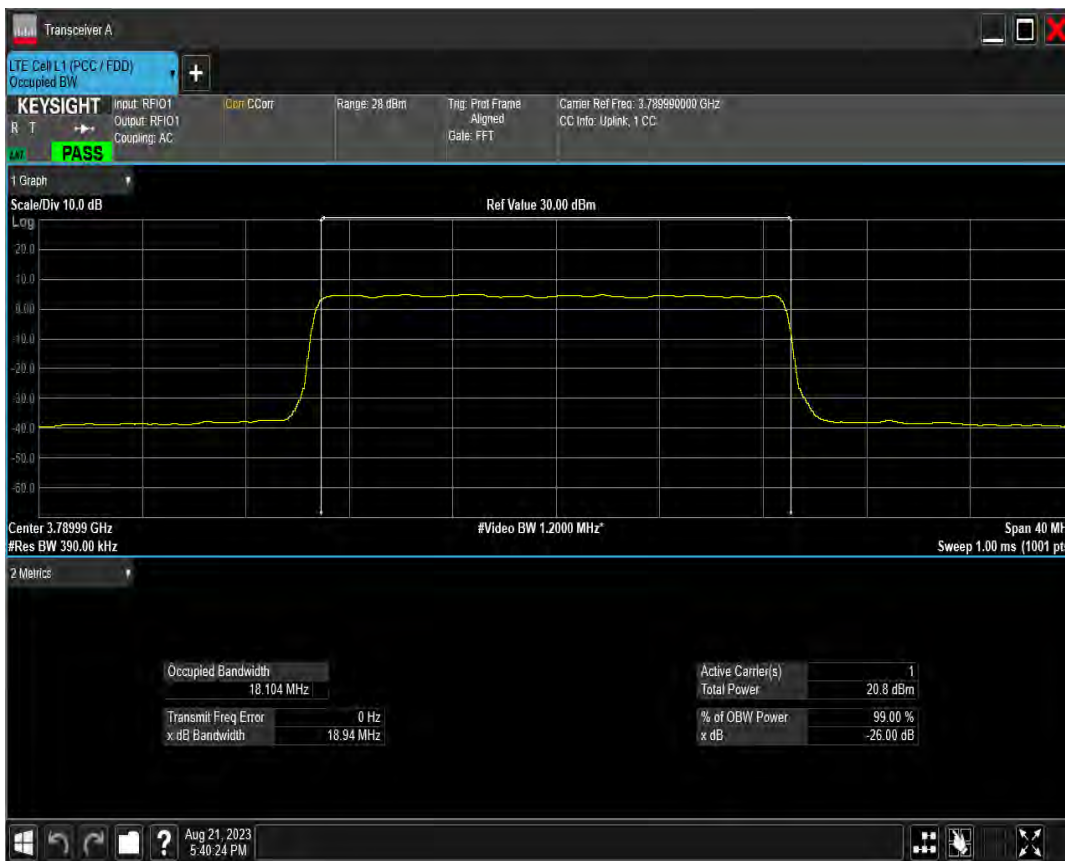 Transceiver A
LTE Cell L1 (PCC / FDD)
Occupied BW
KEYSIGHT
R T
PASS
Input: RFIO1
Output: RFIO1
Coupling: AC
Corr CCorr
Range: 28 dBm
Trig: Prot Frame
Aligned
Gate: FFT
Carrier Ref Freq: 3.789990000 GHz
CC Info: Uplink, 1 CC
1 Graph
Scale/Div 10.0 dB
Ref Value 30.00 dBm
Log
20.0
10.0
0.00
-10.0
-20.0
-30.0
-40.0
-50.0
-60.0
Center 3.78999 GHz
#Video BW 1.2000 MHz*
Span 40 MH
#Res BW 390.00 kHz
Sweep 1.00 ms (1001 pt
2 Metrics
Occupied Bandwidth
18.104 MHz
Transmit Freq Error 0 Hz
x dB Bandwidth 18.94 MHz
Active Carrier(s) 1
Total Power 20.8 dBm
% of OBW Power 99.00 %
x dB -26.00 dB
?
Aug 21, 2023
5:40:24 PM